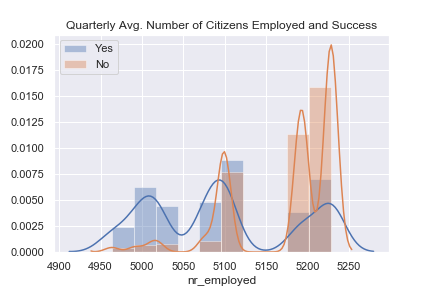 Quarterly Avg. Number of Citizens Employed and Success
Yes
No
0.0200
0.0175
0.0150
0.0125
0.0100
0.0075
0.0050
0.0025
0.0000
4900 4950 5000 5050 5100 5150 5200 5250
nr_employed